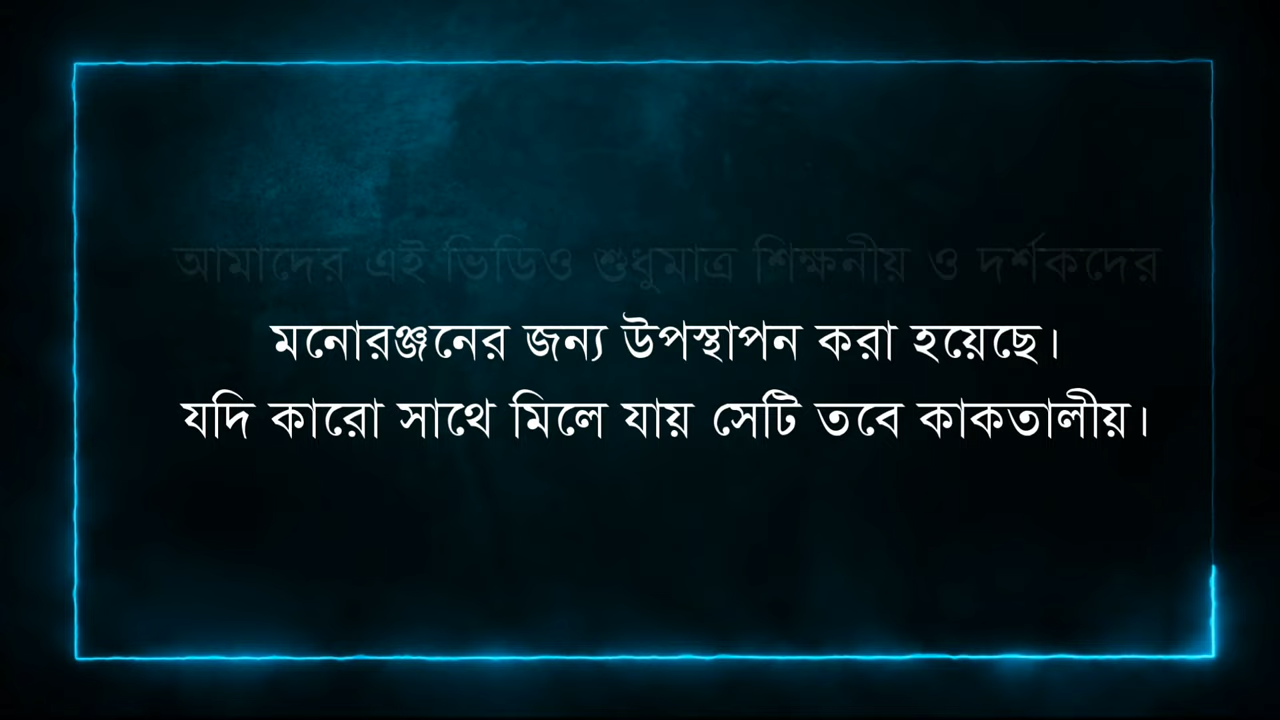 আমাদের এই ভিডিও শুধুমাত্র শিক্ষনীয় ও দর্শকদের
মনোরঞ্জনের জন্য উপস্থাপন করা হয়েছে।
যদি কারো সাথে মিলে যায় সেটি তবে কাকতালীয়।